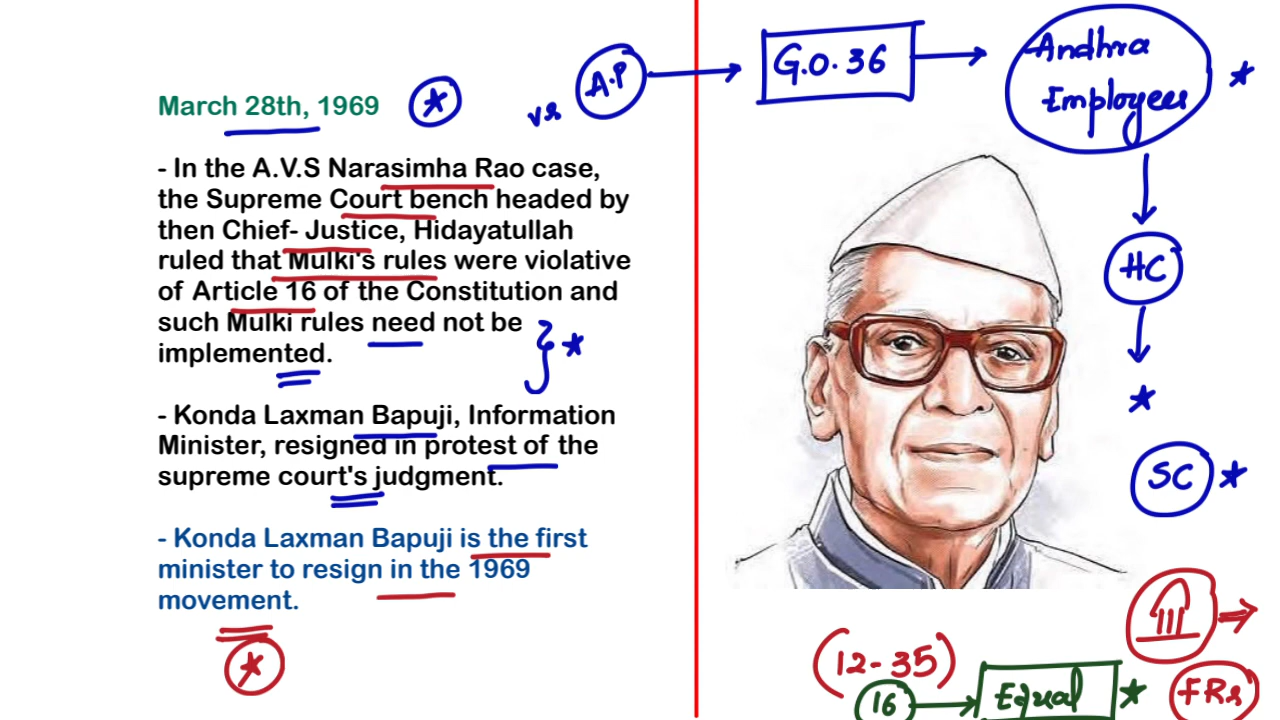 March 28th, 1969
- In the A.V.S Narasimha Rao case,
the Supreme Court bench headed by
then Chief- Justice, Hidayatullah
ruled that Mulki's rules were violative
of Article 16 of the Constitution and
such Mulki rules need not be
implemented.
- Konda Laxman Bapuji, Information
Minister, resigned in protest of the
supreme court's judgment.
- Konda Laxman Bapuji is the first
minister to resign in the 1969
movement.
vs
A.P
G.O.36
Andhra
Employees
HC
SC
III
(12-35)
16
Equal
FRs